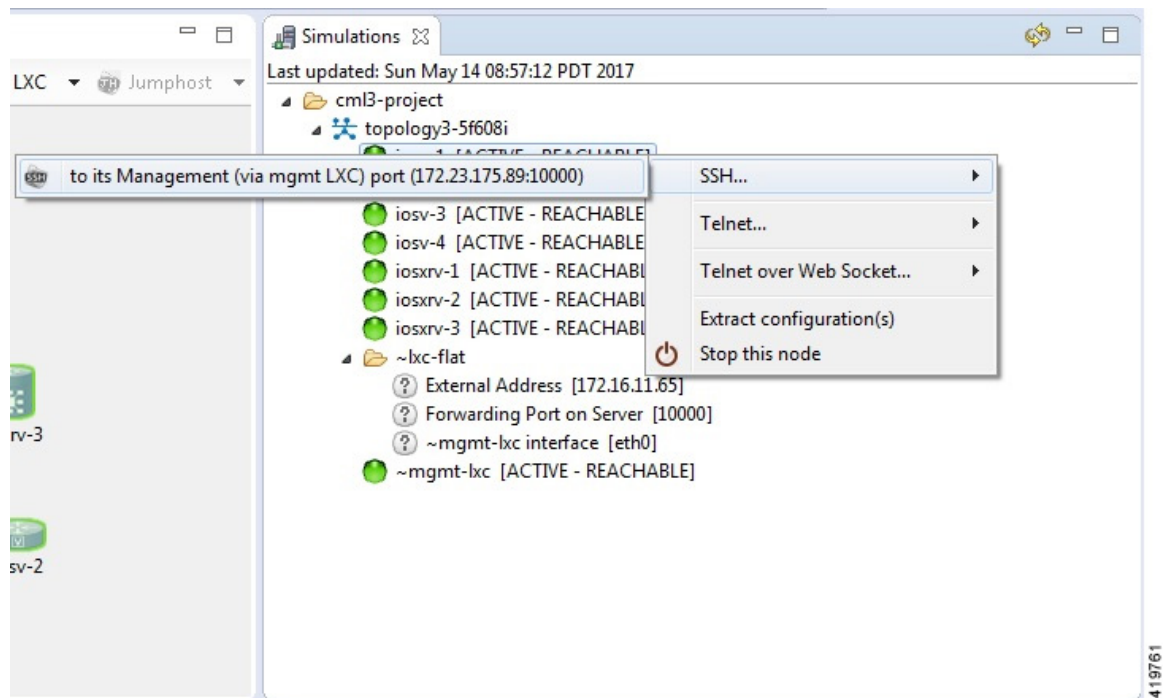 Simulations
Last updated: Sun May 14 08:57:12 PDT 2017
LXC
Jumphost
cml3-project
topology3-5f608i
[ACTIVE - REACHABLE]
SSH to its Management (via mgmt LXC) port (172.23.175.89:10000)
SSH...
iosv-3 [ACTIVE - REACHABLE
Telnet...
iosv-4 [ACTIVE - REACHABLE
iosxrv-1 [ACTIVE - REACHABL
Telnet over Web Socket...
iosxrv-2 [ACTIVE - REACHABL
Extract configuration(s)
iosxrv-3 [ACTIVE - REACHABL
Stop this node
~lxc-flat
External Address [172.16.11.65]
Forwarding Port on Server [10000]
~mgmt-lxc interface [eth0]
~mgmt-lxc [ACTIVE - REACHABLE]
rv-3
sv-2
419761